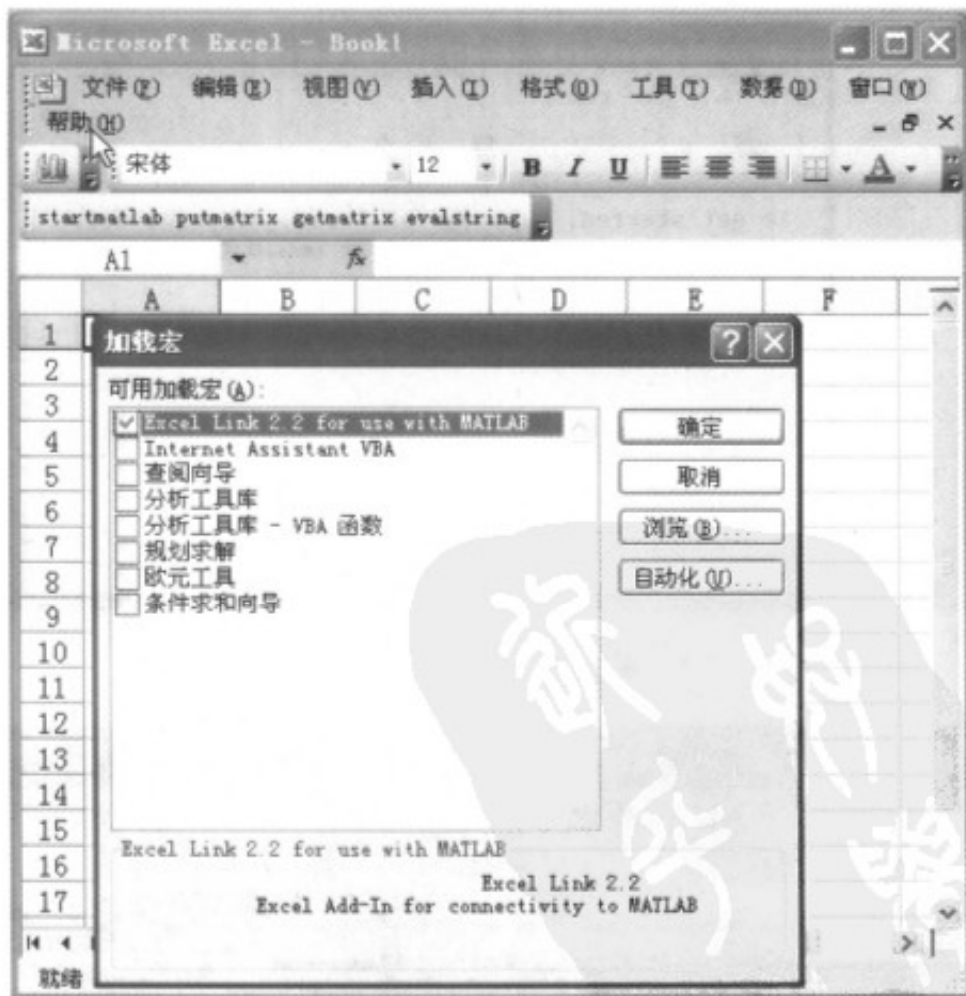 Microsoft Excel - Book1
文件(F) 编辑(E) 视图(V) 插入(I) 格式(O) 工具(T) 数据(D) 窗口(W)
帮助(H)
宋体 12 B I U A
startmatlab putmatrix getmatrix evalstring
A1 fx
A B C D E F
1
2
3
4
5
6
7
8
9
10
11
12
13
14
15
16
17
加载宏
可用加载宏(A):
Excel Link 2.2 for use with MATLAB
Internet Assistant VBA
查阅向导
分析工具库
分析工具库 - VBA 函数
规划求解
欧元工具
条件求和向导
确定
取消
浏览(B)...
自动化(U)...
Excel Link 2.2 for use with MATLAB
Excel Link 2.2
Excel Add-In for connectivity to MATLAB
就绪